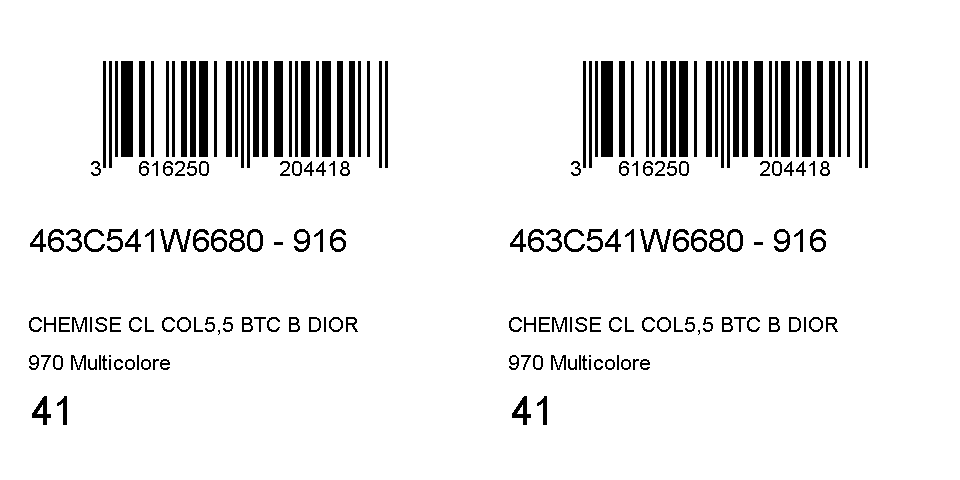 3 616250 204418
463C541W6680 - 916
CHEMISE CL COL5,5 BTC B DIOR
970 Multicolore
41
3 616250 204418
463C541W6680 - 916
CHEMISE CL COL5,5 BTC B DIOR
970 Multicolore
41